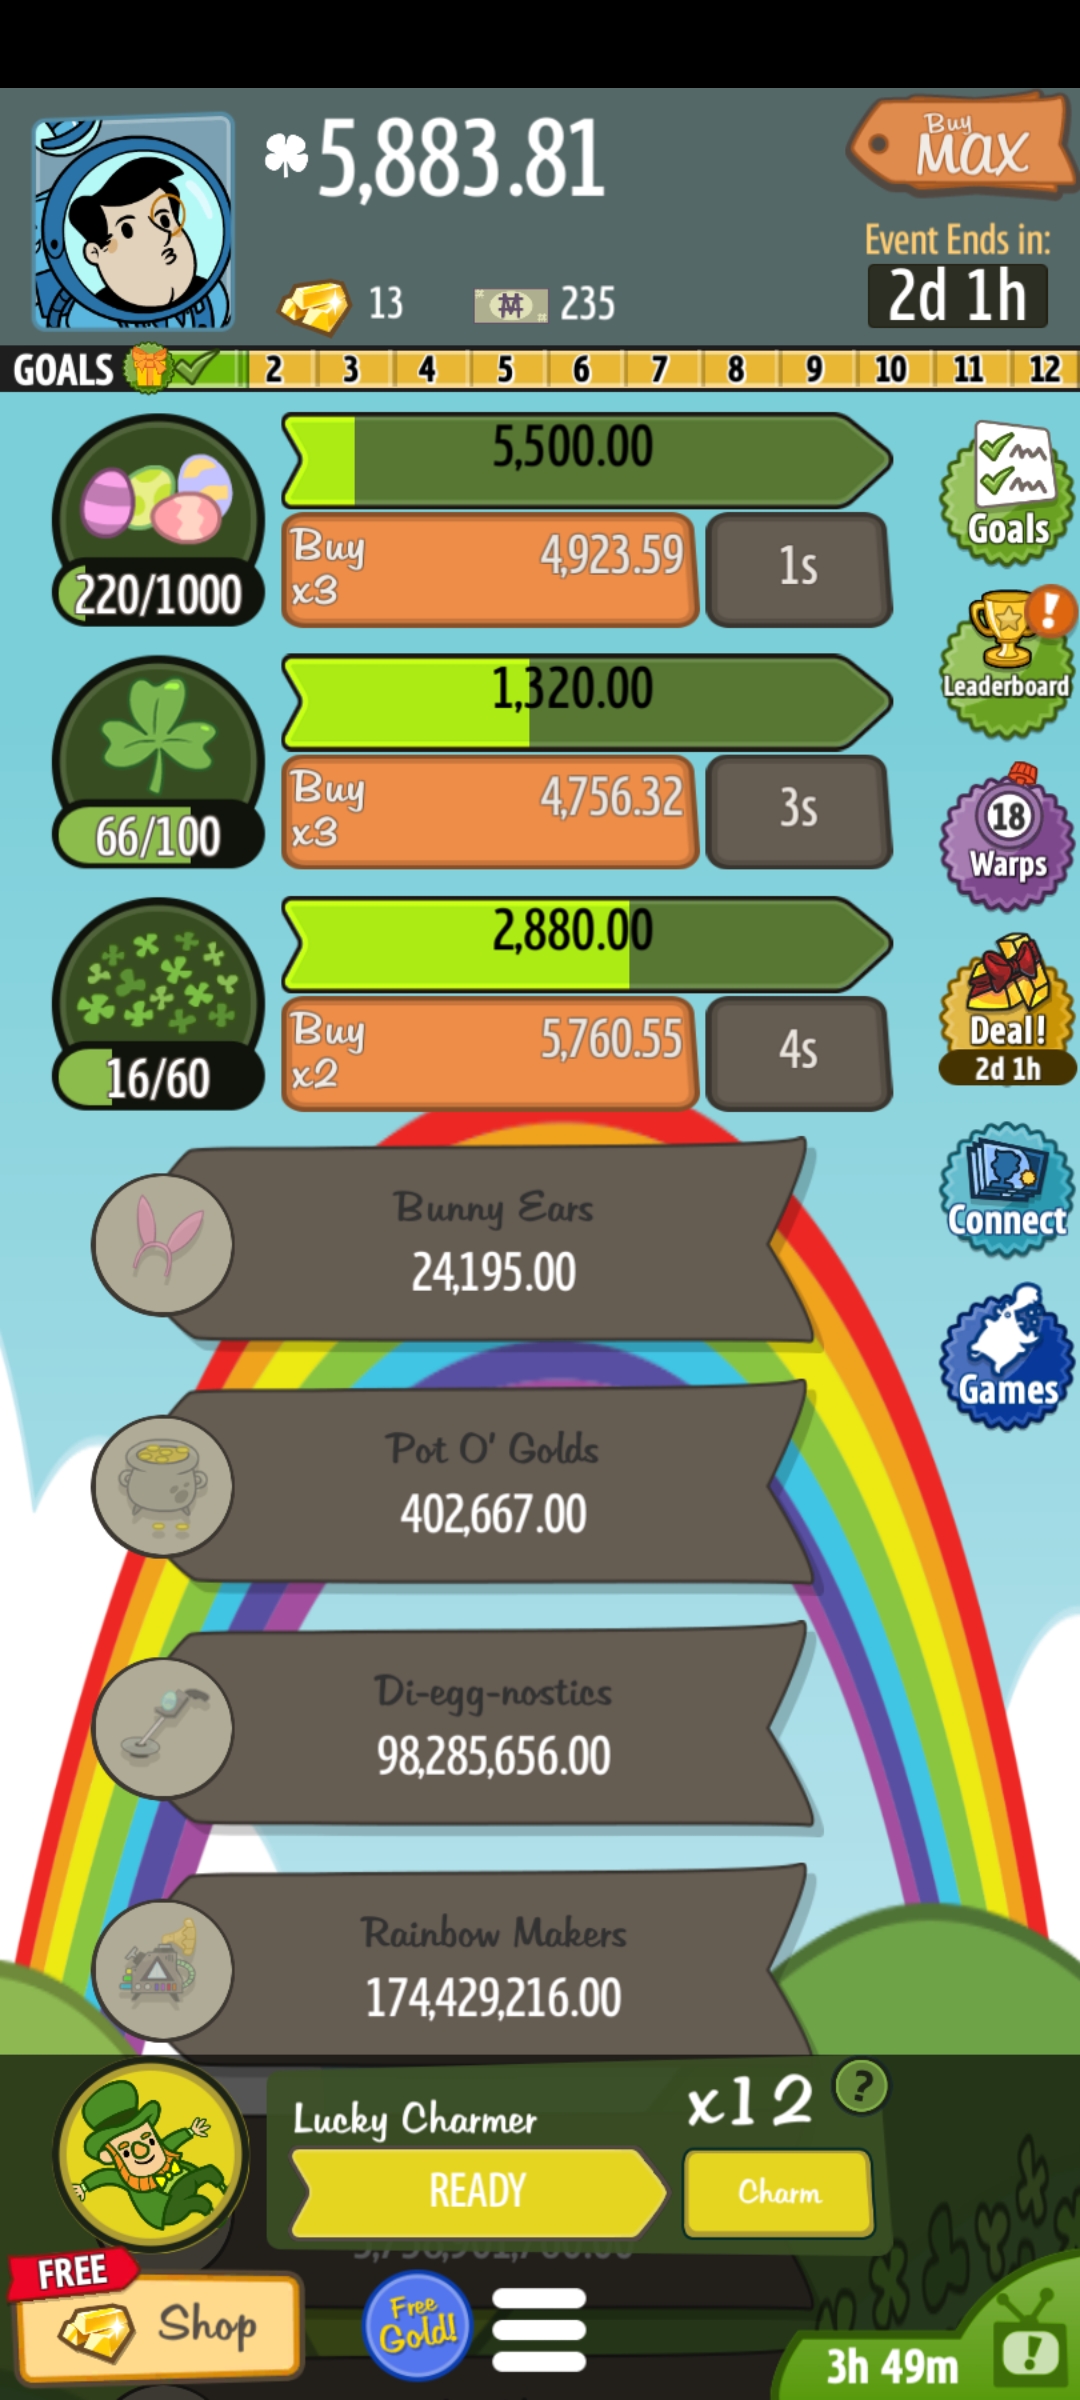 5,883.81
Buy
MAX
Event Ends in:
2d 1h
13
235
GOALS 2 3 4 5 6 7 8 9 10 11 12
5,500.00
Buy
x3
4,923.59
1s
220/1000
Goals
1,320.00
Buy
x3
4,756.32
3s
66/100
!
Leaderboard
18
Warps
2,880.00
Buy
x2
5,760.55
4s
16/60
Deal!
2d 1h
Bunny Ears
24,195.00
Connect
Games
Pot O' Golds
402,667.00
Di-egg-nostics
98,285,656.00
Rainbow Makers
174,429,216.00
Lucky Charmer
x12
?
READY
Charm
FREE
Shop
Free
Gold!
3h 49m
!